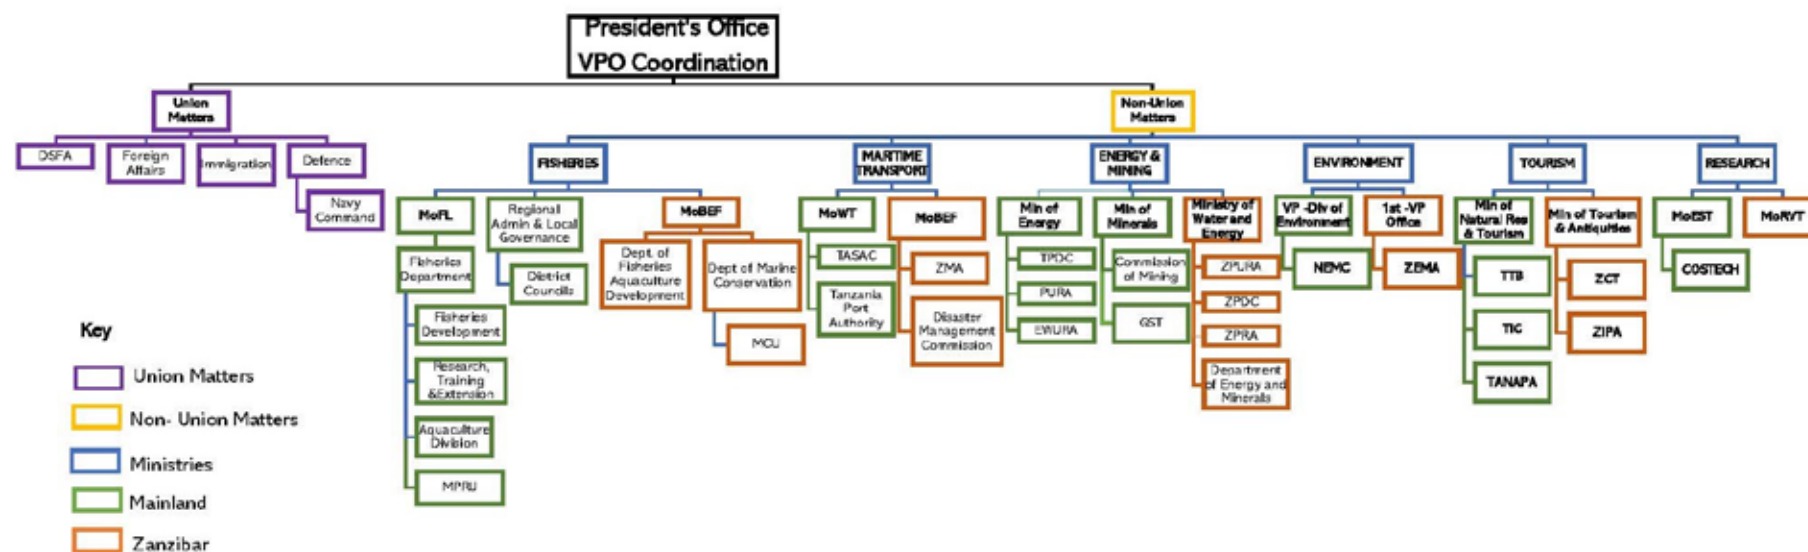 President's Office
VPO Coordination
Union
Matters
Non-Union
Matters
DSFA
Foreign
Affairs
Immigration
Defence
Navy
Command
FISHERIES
MARTIME
TRANSPORT
ENERGY &
MINING
ENVIRONMENT
TOURISM
RESEARCH
MoFL
Regional
Admin & Local
Governance
MoBEF
MoWT
MoBEF
Min of
Energy
Min of
Minerals
Ministry of
Water and
Energy
VP -Div of
Environment
1st -VP
Office
Min of
Natural Res
& Tourism
Min of Tourism
& Antiquities
MoEST
MoRVT
Fisheries
Department
District
Councils
Dept. of
Fisheries
Aquaculture
Development
Dept of Marine
Conservation
MCU
TASAC
Tanzania
Port
Authority
ZMA
Disaster
Management
Commission
TPDC
PURA
EWURA
Commission
of Mining
GST
ZPURA
ZPDC
ZPRA
Department
of Energy and
Minerals
NEMC
ZEMA
TTB
TIC
TANAPA
ZCT
ZIPA
COSTECH
Fisheries
Development
Research,
Training
&Extension
Aquaculture
Division
MPRU
Key
Union Matters
Non- Union Matters
Ministries
Mainland
Zanzibar